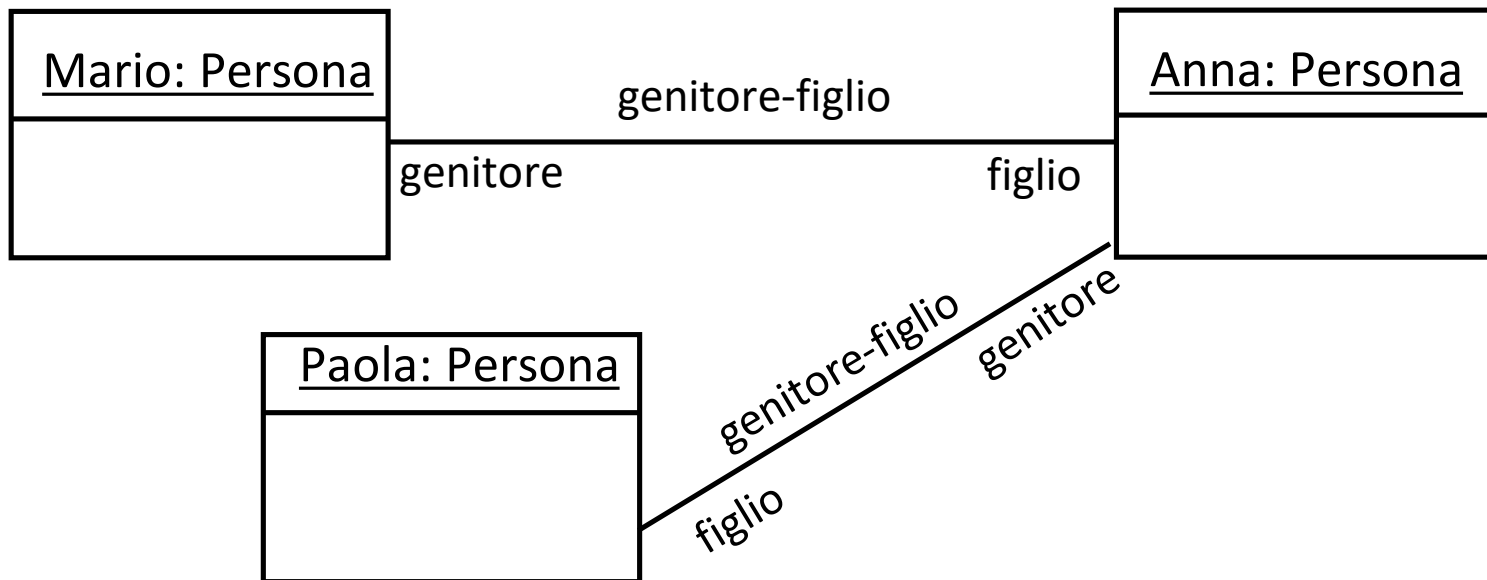 Mario: Persona
genitore-figlio
Anna: Persona
genitore
figlio
Paola: Persona
genitore-figlio
genitore
figlio